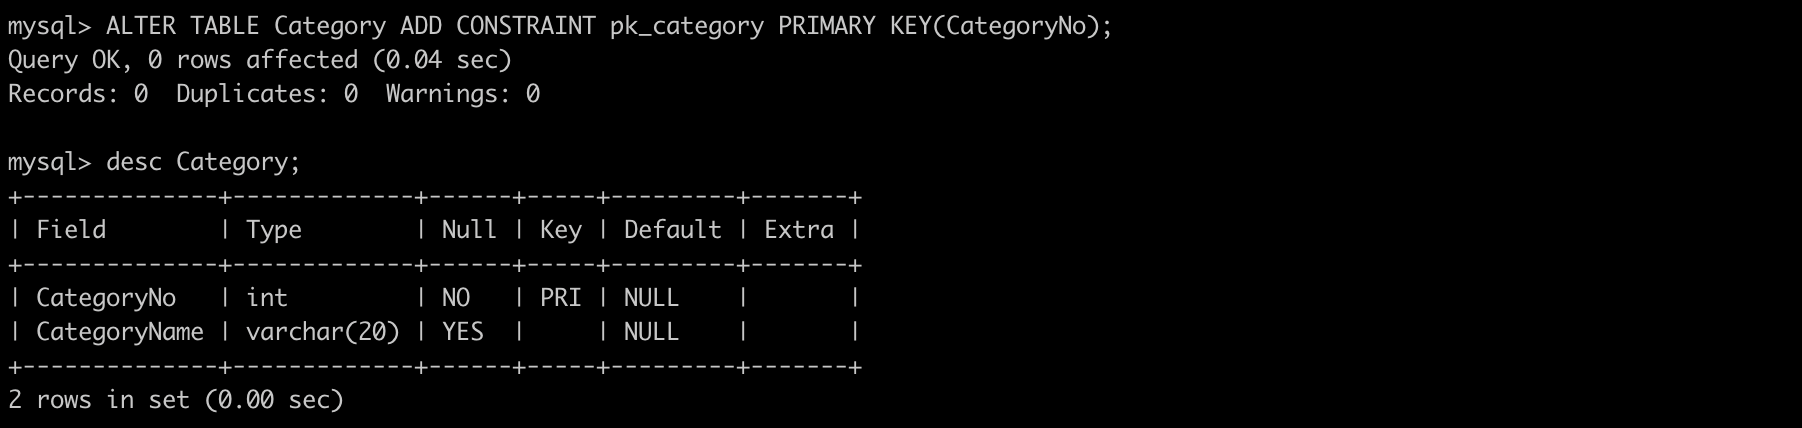 mysql> ALTER TABLE Category ADD CONSTRAINT pk_category PRIMARY KEY(CategoryNo);
Query OK, 0 rows affected (0.04 sec)
Records: 0  Duplicates: 0  Warnings: 0

mysql> desc Category;
+--------------+-------------+------+-----+---------+-------+
| Field        | Type        | Null | Key | Default | Extra |
+--------------+-------------+------+-----+---------+-------+
| CategoryNo   | int         | NO   | PRI | NULL    |       |
| CategoryName | varchar(20) | YES  |     | NULL    |       |
+--------------+-------------+------+-----+---------+-------+
2 rows in set (0.00 sec)